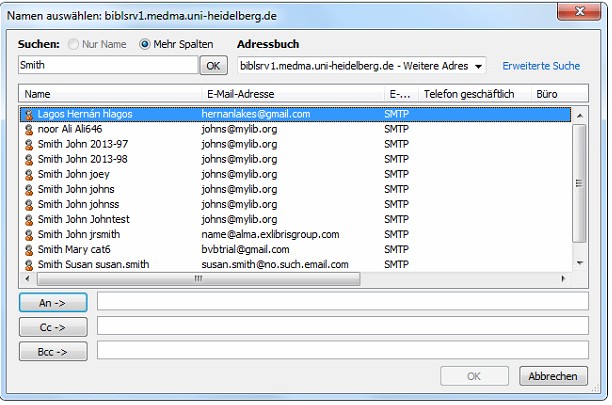 Namen auswählen: biblsrv1.medma.uni-heidelberg.de
Suchen: Nur Name Mehr Spalten Adressbuch
Smith OK biblsrv1.medma.uni-heidelberg.de - Weitere Adres Erweiterte Suche
Name E-Mail-Adresse E-... Telefon geschäftlich Büro
Lagos Hernán hlagos hernanlakes@gmail.com SMTP
noor Ali Ali646 johns@mylib.org SMTP
Smith John 2013-97 johns@mylib.org SMTP
Smith John 2013-98 johns@mylib.org SMTP
Smith John joey johns@mylib.org SMTP
Smith John johns johns@mylib.org SMTP
Smith John johnss johns@mylib.org SMTP
Smith John Johntest johns@mylib.org SMTP
Smith John jrsmith name@alma.exlibrisgroup.com SMTP
Smith Mary cat6 bvbtrial@gmail.com SMTP
Smith Susan susan.smith susan.smith@no.such.email.com SMTP
An ->
Cc ->
Bcc ->
OK Abbrechen